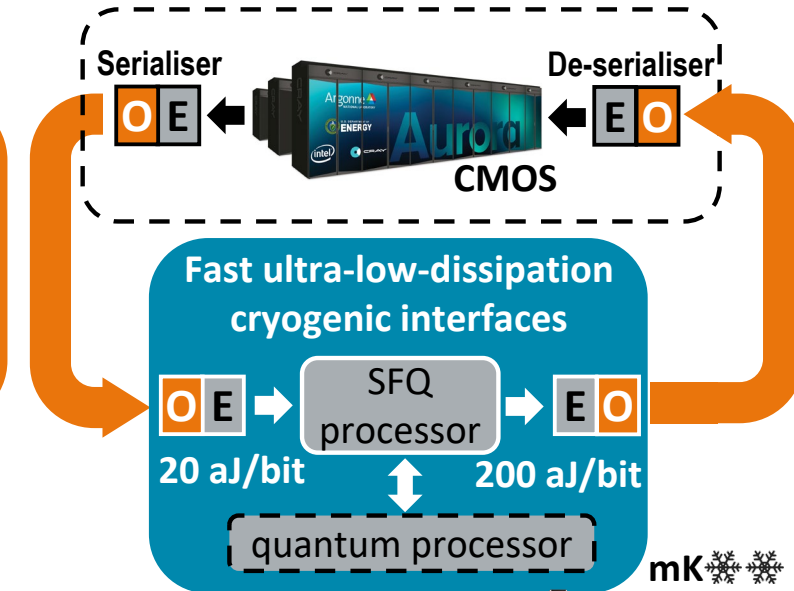 Serialiser
De-serialiser
O E
Argonne
ENERGY
intel
CRAY
Aurora
E O
CMOS
Fast ultra-low-dissipation
cryogenic interfaces
O E
SFQ
processor
E O
20 aJ/bit
200 aJ/bit
quantum processor
mK